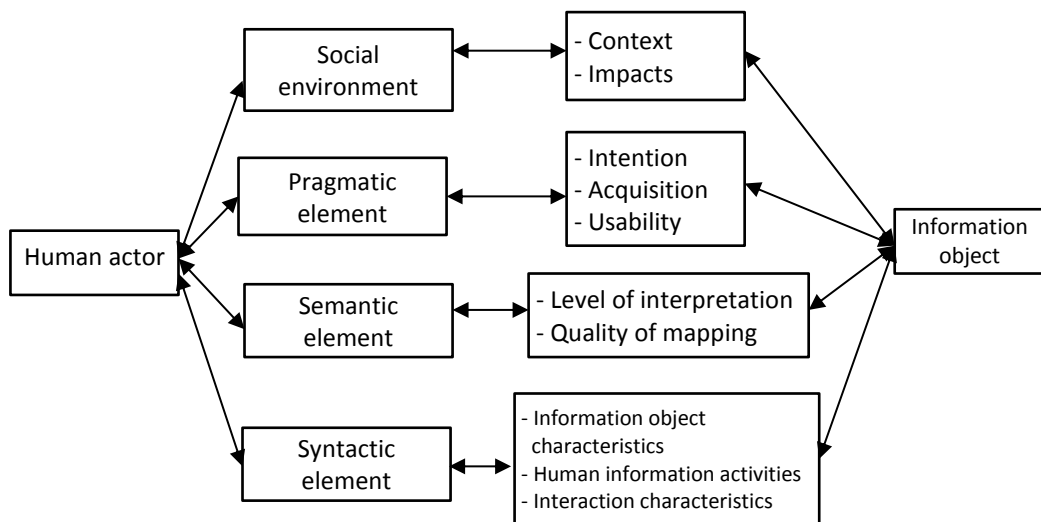 Social
environment
- Context
- Impacts
Pragmatic
element
- Intention
- Acquisition
- Usability
Human actor
Information
object
Semantic
element
- Level of interpretation
- Quality of mapping
Syntactic
element
- Information object
characteristics
- Human information activities
- Interaction characteristics